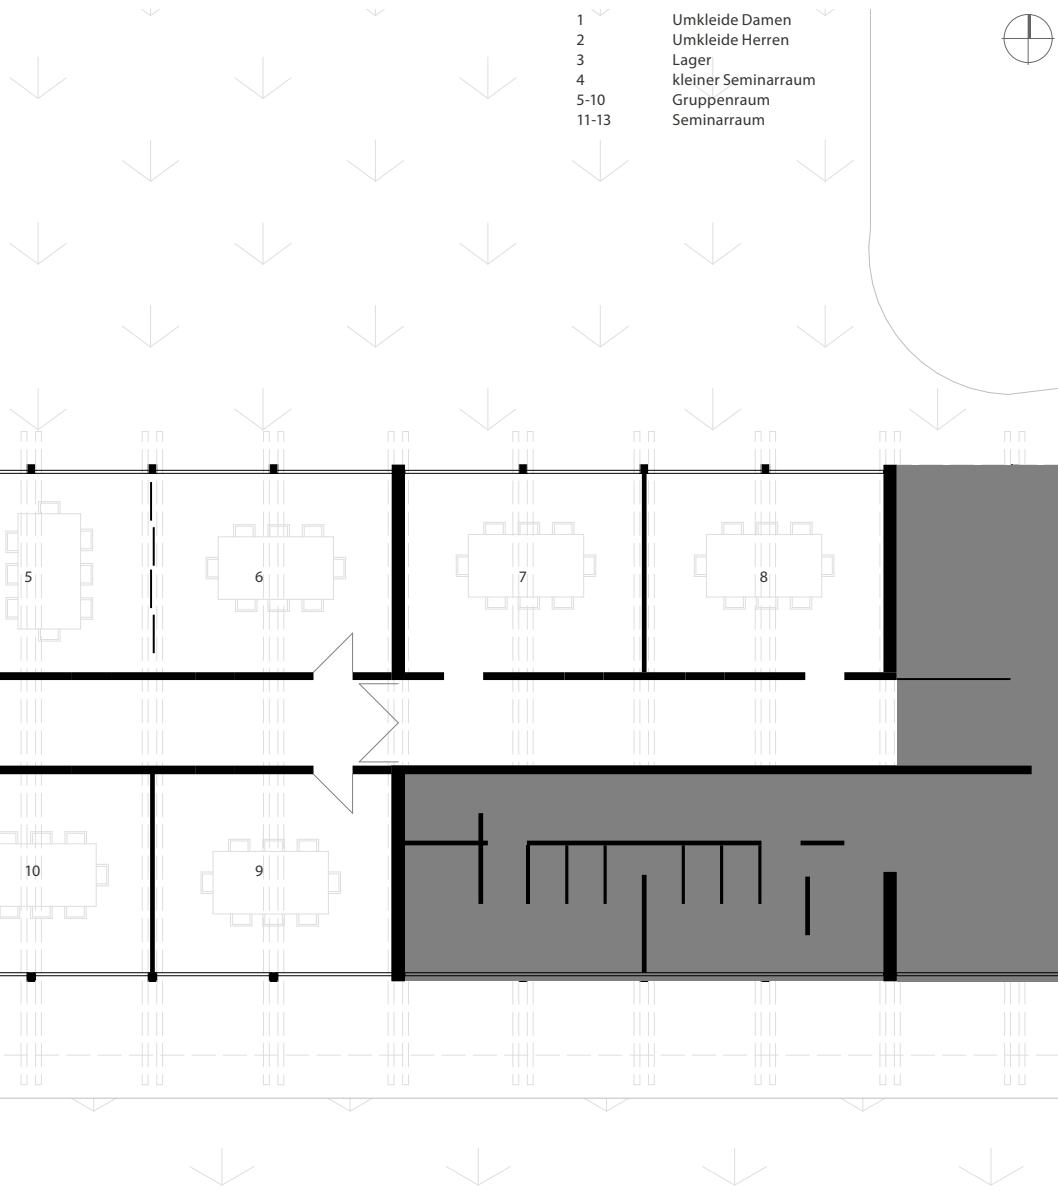 1 Umkleide Damen
2 Umkleide Herren
3 Lager
4 kleiner Seminarraum
5-10 Gruppenraum
11-13 Seminarraum
5 6 7 8
10 9